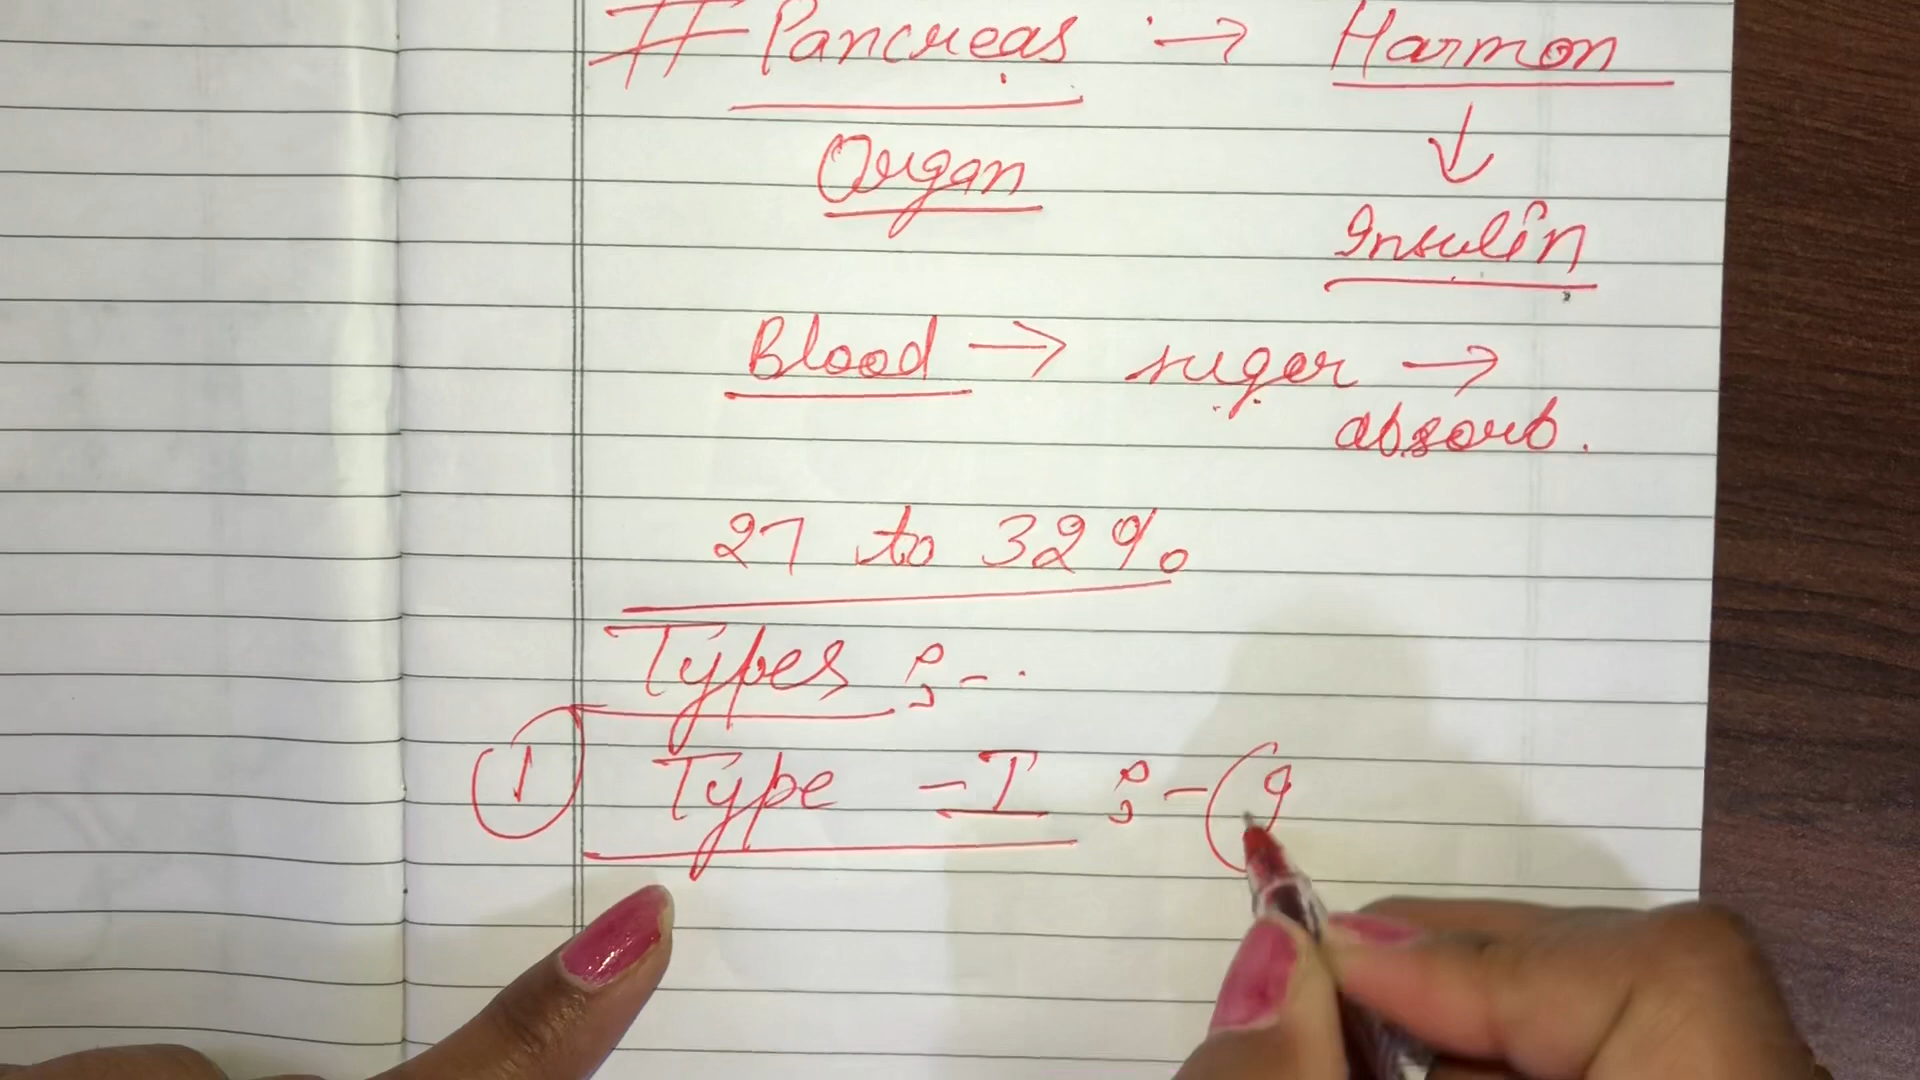 # Pancreas :→ Harmon
↓
Organ
Insulin
Blood → suger →
absorb.
27 to 32%
Types :-
① Type -I :- (I